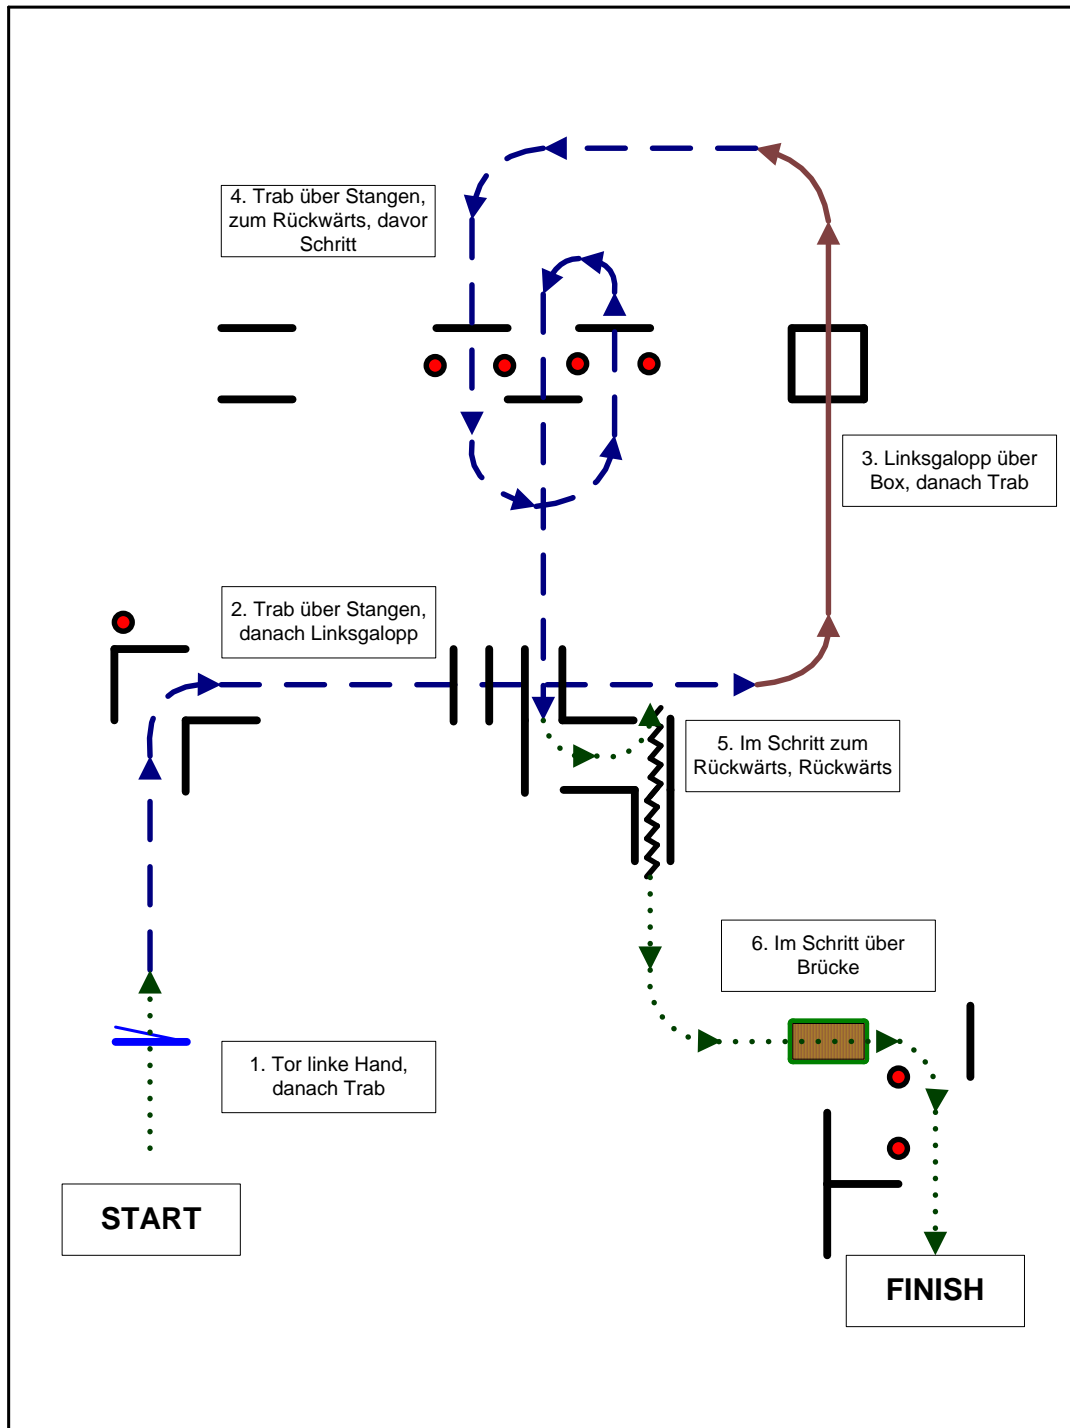 4. Trab über Stangen,
zum Rückwärts, davor
Schritt
3. Linksgalopp über
Box, danach Trab
2. Trab über Stangen,
danach Linksgalopp
5. Im Schritt zum
Rückwärts, Rückwärts
6. Im Schritt über
Brücke
1. Tor linke Hand,
danach Trab
START
FINISH